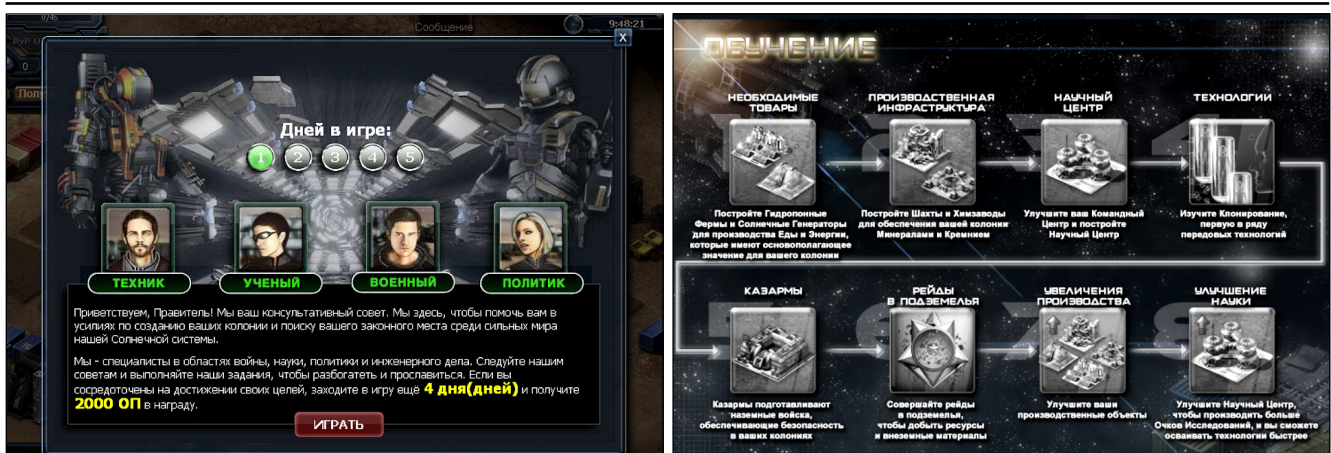 0/45
Сообщение
9:48:21
X
0
Дней в игре:
1 2 3 4 5
ТЕХНИК УЧЕНЫЙ ВОЕННЫЙ ПОЛИТИК
Приветствуем, Правитель! Мы ваш консультативный совет. Мы здесь, чтобы помочь вам в
усилиях по созданию ваших колонии и поиску вашего законного места среди сильных мира
нашей Солнечной системы.
Мы - специалисты в областях войны, науки, политики и инженерного дела. Следуйте нашим
советам и выполняйте наши задания, чтобы разбогатеть и прославиться. Если вы
сосредоточены на достижении своих целей, заходите в игру ещё 4 дня(дней) и получите
2000 ОП в награду.
ИГРАТЬ
ОБУЧЕНИЕ
НЕОБХОДИМЫЕ
ТОВАРЫ
Постройте Гидропонные
Фермы и Солнечные Генераторы
для производства Еды и Энергии,
которые имеют основополагающее
значение для вашего колонии
ПРОИЗВОДСТВЕННАЯ
ИНФРАСТРУКТУРА
Постройте Шахты и Химзаводы
для обеспечения вашей колонии
Минералами и Кремнием
НАУЧНЫЙ
ЦЕНТР
Улучшите ваш Командный
Центр и постройте
Научный Центр
ТЕХНОЛОГИИ
Изучите Клонирование,
первую в ряду
передовых технологий
КАЗАРМЫ
Казармы подготавливают
наземные войска,
обеспечивающие безопасность
в ваших колониях
РЕЙДЫ
В ПОДЗЕМЕЛЬЯ
Совершайте рейды
в подземелья,
чтобы добыть ресурсы
и внеземные материалы
УВЕЛИЧЕНИЯ
ПРОИЗВОДСТВА
Улучшите ваши
производственные объекты
УЛУЧШЕНИЕ
НАУКИ
Улучшите Научный Центр,
чтобы производить больше
Очков Исследований, и вы сможете
осваивать технологии быстрее